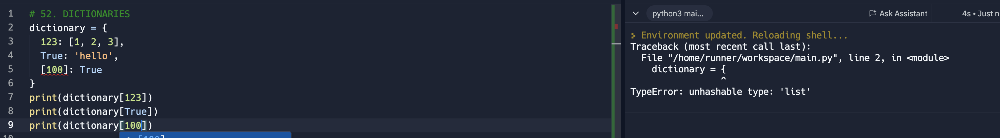 1 # 52. DICTIONARIES
2 dictionary = {
3   123: [1, 2, 3],
4   True: 'hello',
5   [100]: True
6 }
7 print(dictionary[123])
8 print(dictionary[True])
9 print(dictionary[100])
10
[100]
python3 mai...
Ask Assistant
4s • Just n
Environment updated. Reloading shell...
Traceback (most recent call last):
  File "/home/runner/workspace/main.py", line 2, in <module>
    dictionary = {
                 ^
TypeError: unhashable type: 'list'